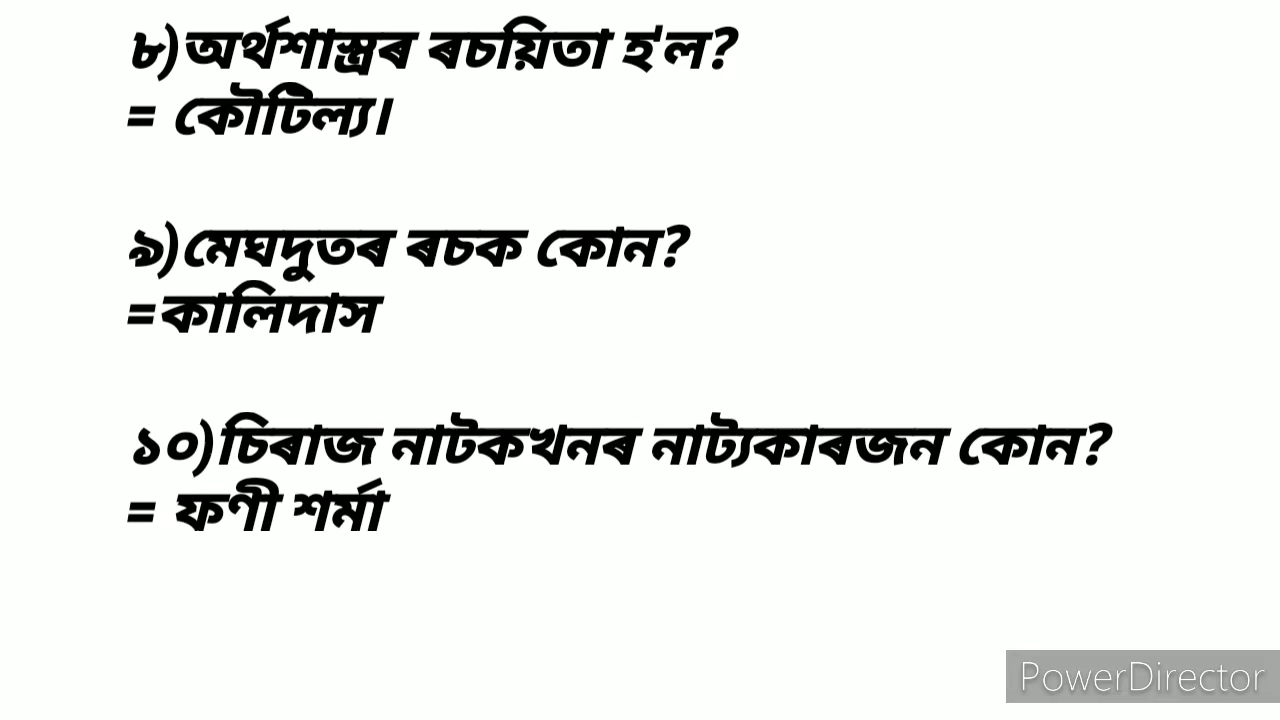 ৮)অৰ্থশাস্ত্ৰৰ ৰচয়িতা হ'ল?
= কৌটিল্য।
৯)মেঘদুতৰ ৰচক কোন?
=কালিদাস
১০)চিৰাজ নাটকখনৰ নাট্যকাৰজন কোন?
= ফণী শৰ্মা
PowerDirector